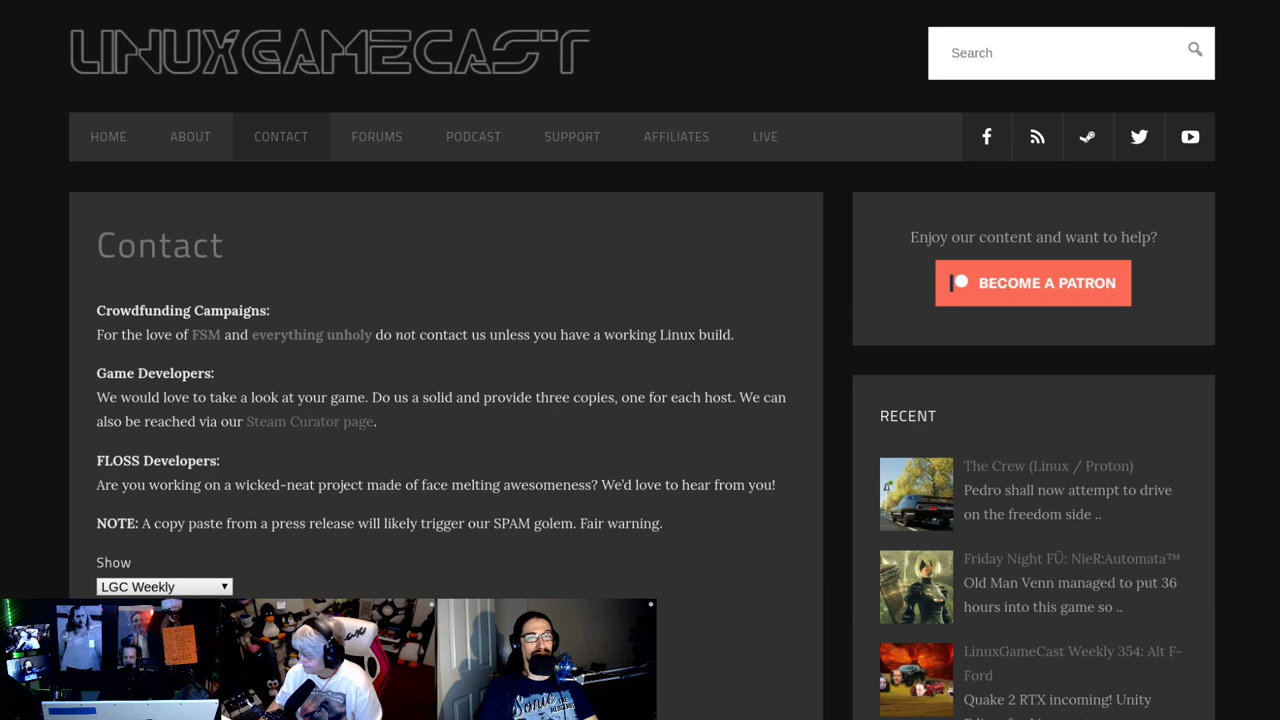 LINUXGAMECAST
Search
HOME
ABOUT
CONTACT
FORUMS
PODCAST
SUPPORT
AFFILIATES
LIVE
Contact
Crowdfunding Campaigns:
For the love of FSM and everything unholy do not contact us unless you have a working Linux build.
Game Developers:
We would love to take a look at your game. Do us a solid and provide three copies, one for each host. We can
also be reached via our Steam Curator page.
FLOSS Developers:
Are you working on a wicked-neat project made of face melting awesomeness? We'd love to hear from you!
NOTE: A copy paste from a press release will likely trigger our SPAM golem. Fair warning.
Show
LGC Weekly
Enjoy our content and want to help?
BECOME A PATRON
RECENT
The Crew (Linux / Proton)
Pedro shall now attempt to drive
on the freedom side ..
Friday Night FÜ: NieR:Automata™
Old Man Venn managed to put 36
hours into this game so ..
LinuxGameCast Weekly 354: Alt F-
Ford
Quake 2 RTX incoming! Unity
Sonic